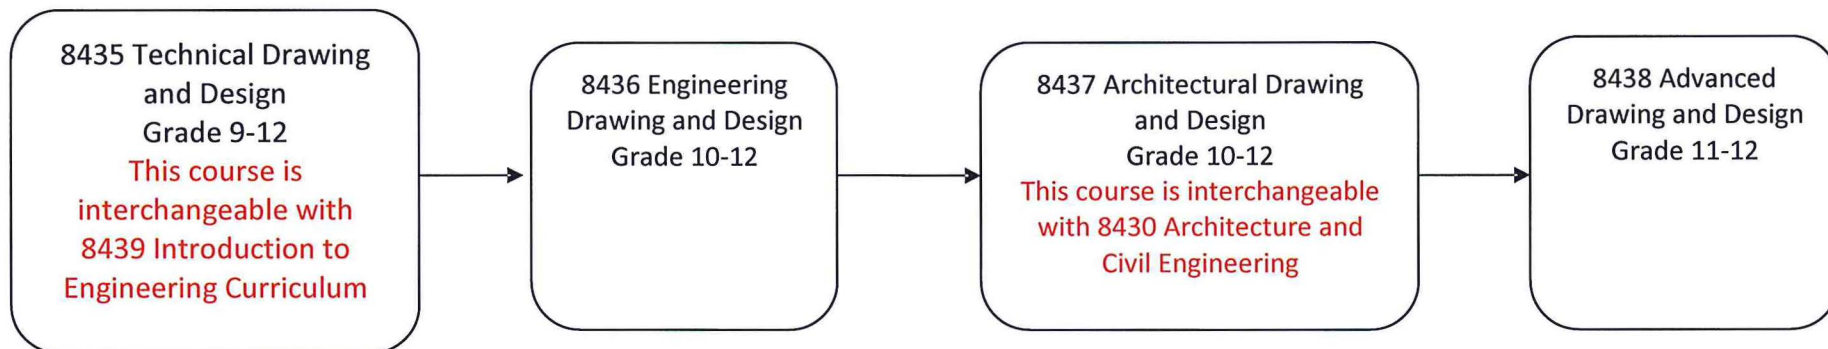 8435 Technical Drawing
and Design
Grade 9-12
This course is
interchangeable with
8439 Introduction to
Engineering Curriculum
8436 Engineering
Drawing and Design
Grade 10-12
8437 Architectural Drawing
and Design
Grade 10-12
This course is interchangeable
with 8430 Architecture and
Civil Engineering
8438 Advanced
Drawing and Design
Grade 11-12